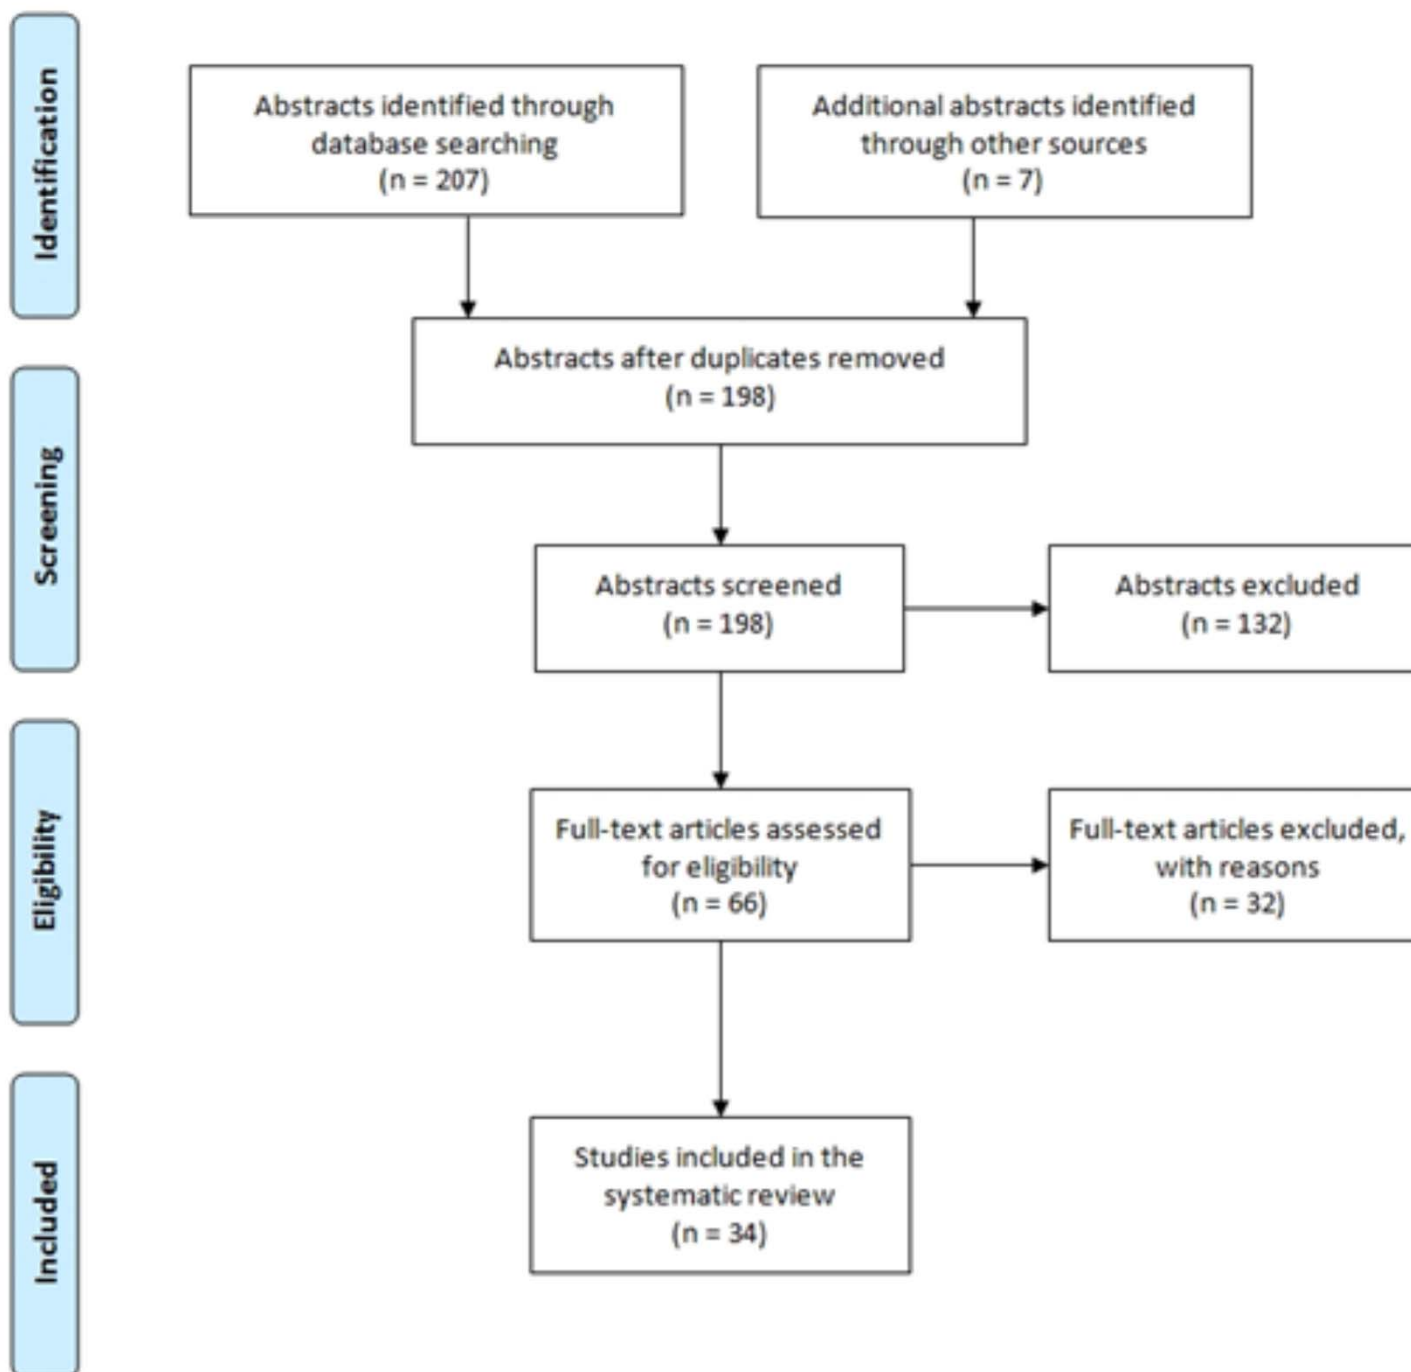 Identification
Abstracts identified through
database searching
(n = 207)
Additional abstracts identified
through other sources
(n = 7)
Abstracts after duplicates removed
(n = 198)
Screening
Abstracts screened
(n = 198)
Abstracts excluded
(n = 132)
Eligibility
Full-text articles assessed
for eligibility
(n = 66)
Full-text articles excluded,
with reasons
(n = 32)
Included
Studies included in the
systematic review
(n = 34)